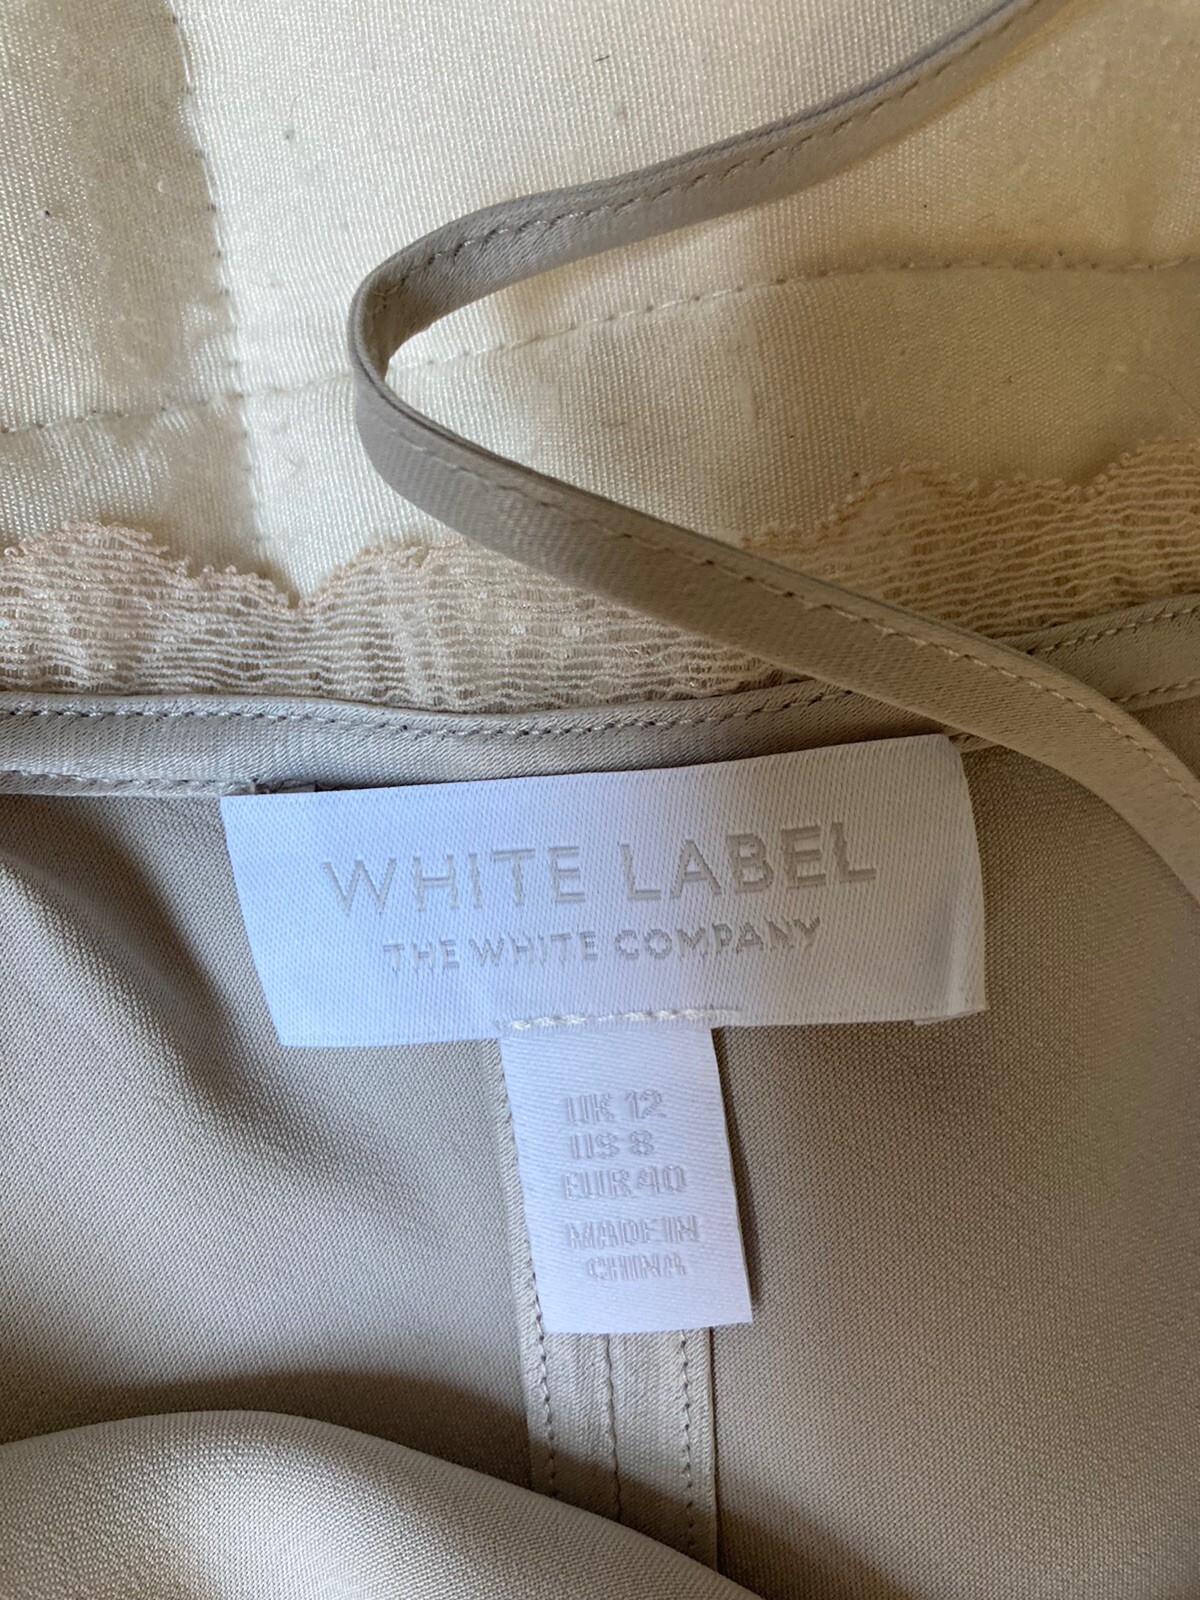 WHITE LABEL
THE WHITE COMPANY
UK 12
US 8
EUR 40
MADE IN
CHINA